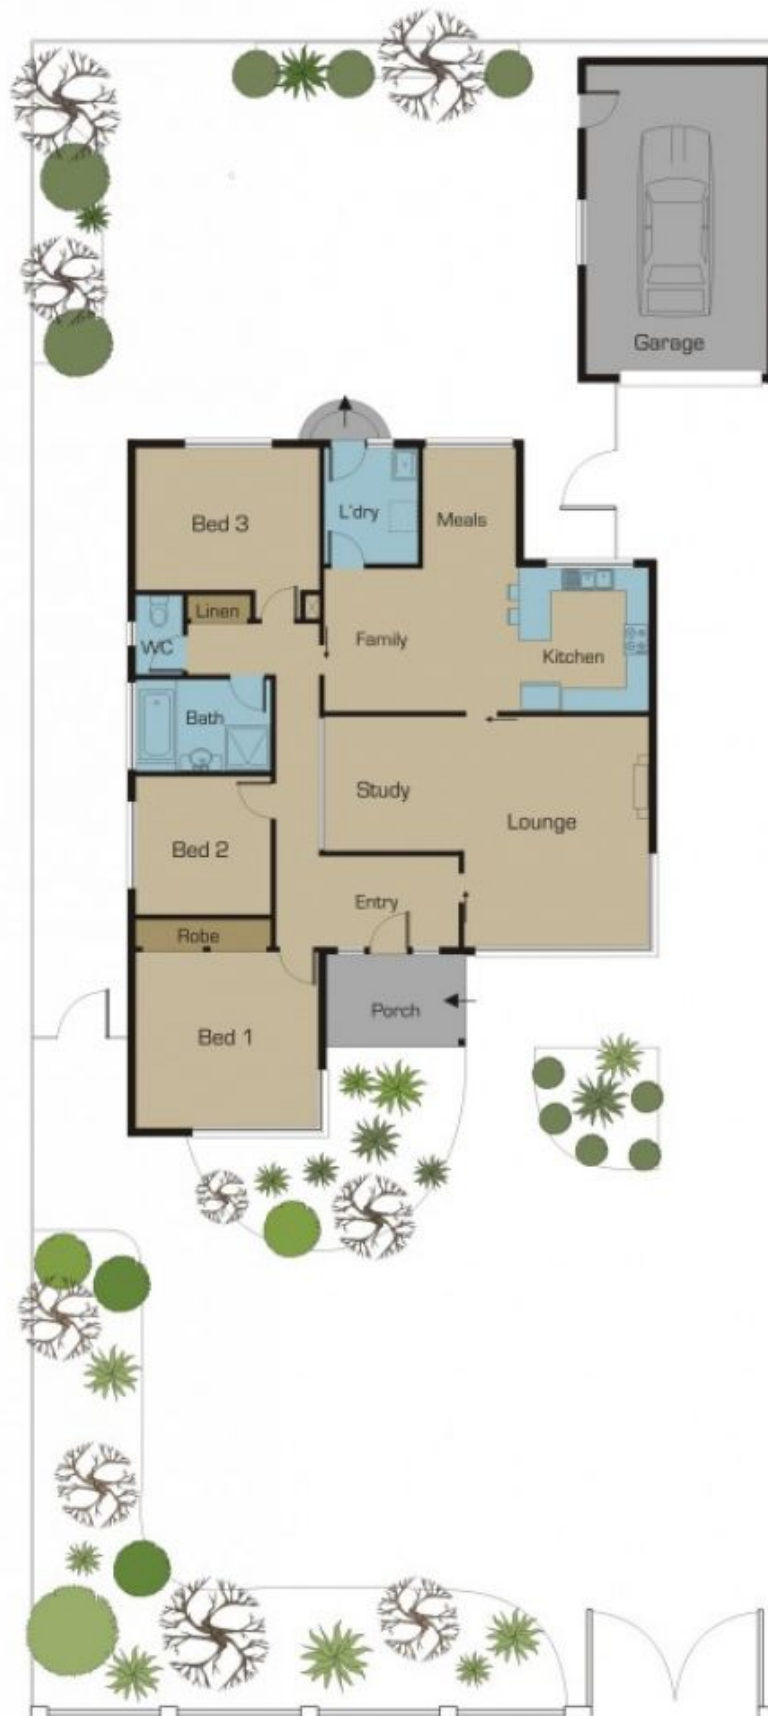 Garage
Bed 3
L'dry
Meals
Linen
WC
Family
Kitchen
Bath
Study
Lounge
Bed 2
Entry
Robe
Porch
Bed 1